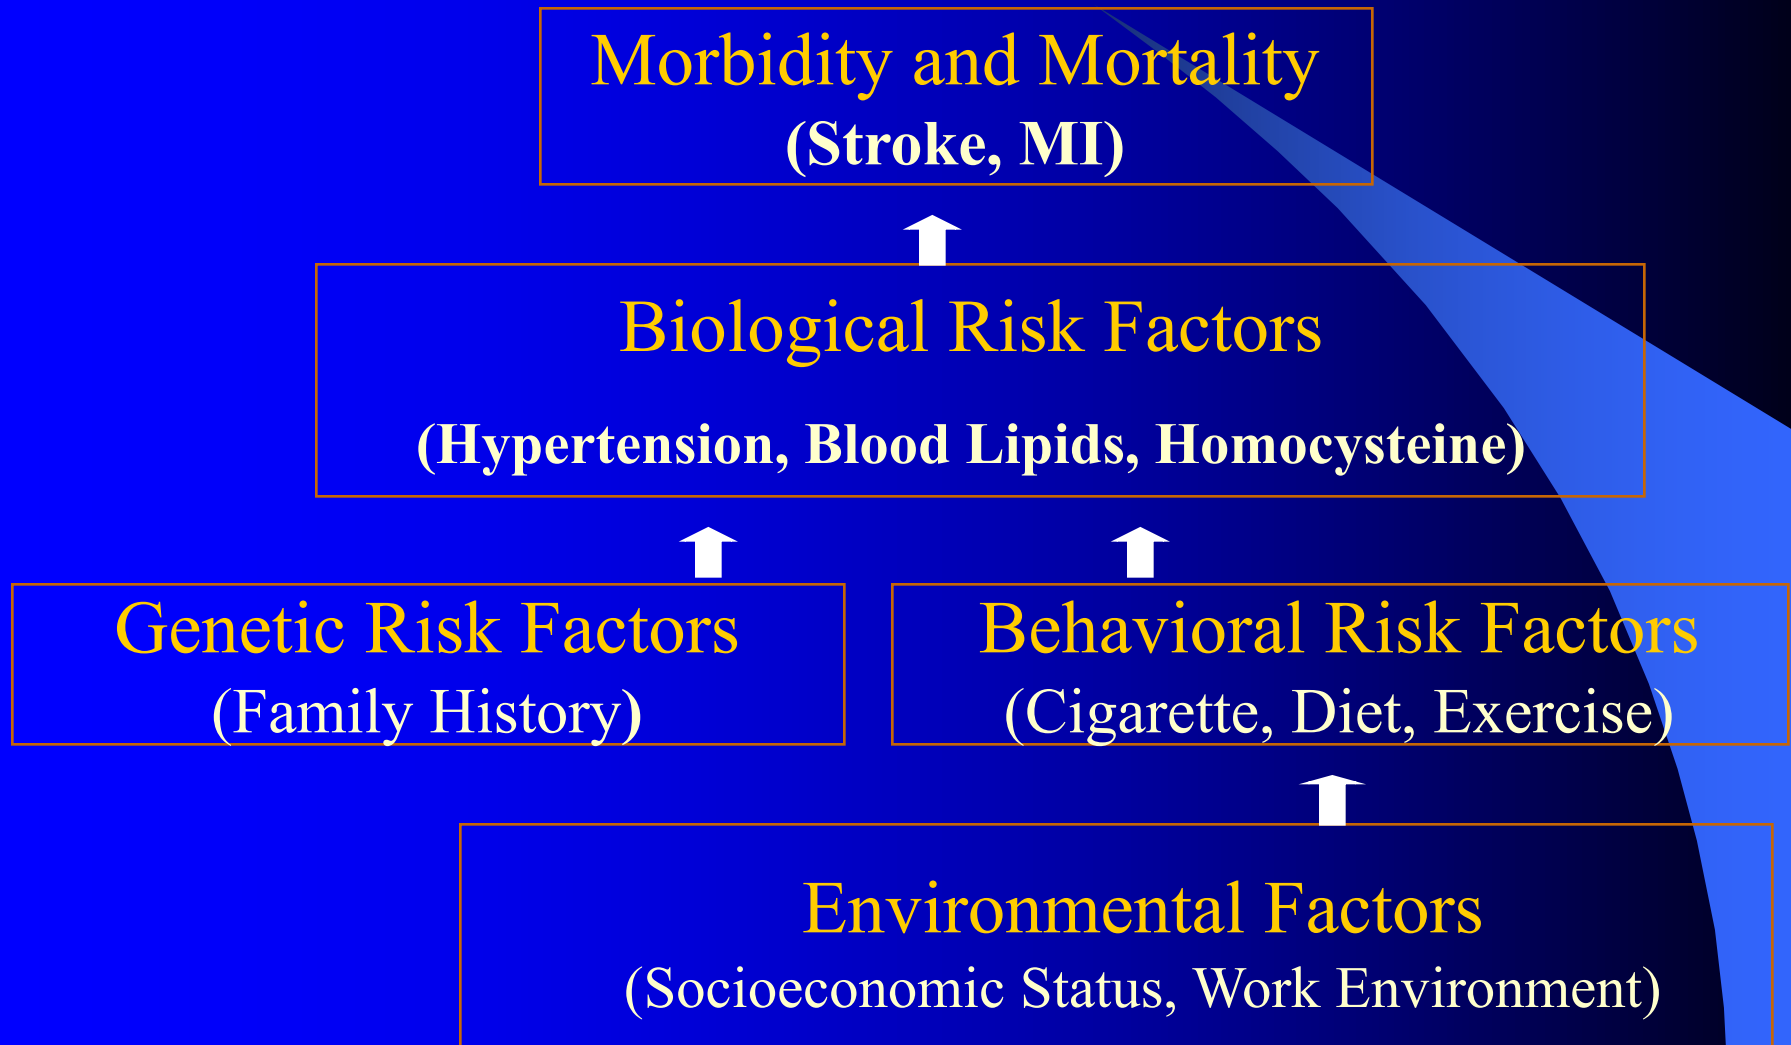 Morbidity and Mortality
(Stroke, MI)
Biological Risk Factors
(Hypertension, Blood Lipids, Homocysteine)
Genetic Risk Factors
(Family History)
Behavioral Risk Factors
(Cigarette, Diet, Exercise)
Environmental Factors
(Socioeconomic Status, Work Environment)